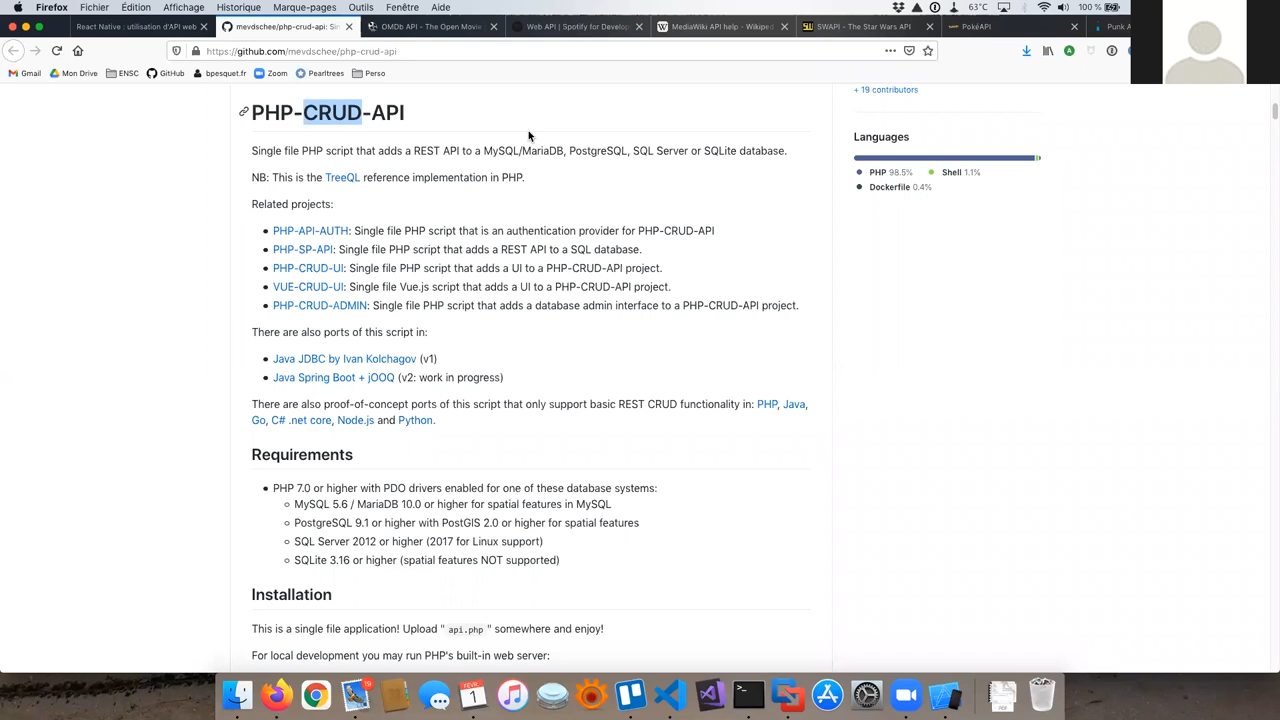 Firefox Fichier Édition Affichage Historique Marque-pages Outils Fenêtre Aide 63°C 100 %
React Native : utilisation d'API web × mevdschee/php-crud-api: Sin × OMDb API - The Open Movie × Web API | Spotify for Develop × MediaWiki API help - Wikiped × SWAPI - The Star Wars API × PokéAPI × Punk A
https://github.com/mevdschee/php-crud-api
Gmail Mon Drive ENSC GitHub bpesquet.fr Zoom Pearltrees Perso
+ 19 contributors
PHP-CRUD-API
Single file PHP script that adds a REST API to a MySQL/MariaDB, PostgreSQL, SQL Server or SQLite database.
NB: This is the TreeQL reference implementation in PHP.
Related projects:
• PHP-API-AUTH: Single file PHP script that is an authentication provider for PHP-CRUD-API
• PHP-SP-API: Single file PHP script that adds a REST API to a SQL database.
• PHP-CRUD-UI: Single file PHP script that adds a UI to a PHP-CRUD-API project.
• VUE-CRUD-UI: Single file Vue.js script that adds a UI to a PHP-CRUD-API project.
• PHP-CRUD-ADMIN: Single file PHP script that adds a database admin interface to a PHP-CRUD-API project.
There are also ports of this script in:
• Java JDBC by Ivan Kolchagov (v1)
• Java Spring Boot + jOOQ (v2: work in progress)
There are also proof-of-concept ports of this script that only support basic REST CRUD functionality in: PHP, Java,
Go, C# .net core, Node.js and Python.
Requirements
• PHP 7.0 or higher with PDO drivers enabled for one of these database systems:
○ MySQL 5.6 / MariaDB 10.0 or higher for spatial features in MySQL
○ PostgreSQL 9.1 or higher with PostGIS 2.0 or higher for spatial features
○ SQL Server 2012 or higher (2017 for Linux support)
○ SQLite 3.16 or higher (spatial features NOT supported)
Installation
This is a single file application! Upload " api.php " somewhere and enjoy!
For local development you may run PHP's built-in web server:
Languages
PHP 98.5% Shell 1.1%
Dockerfile 0.4%